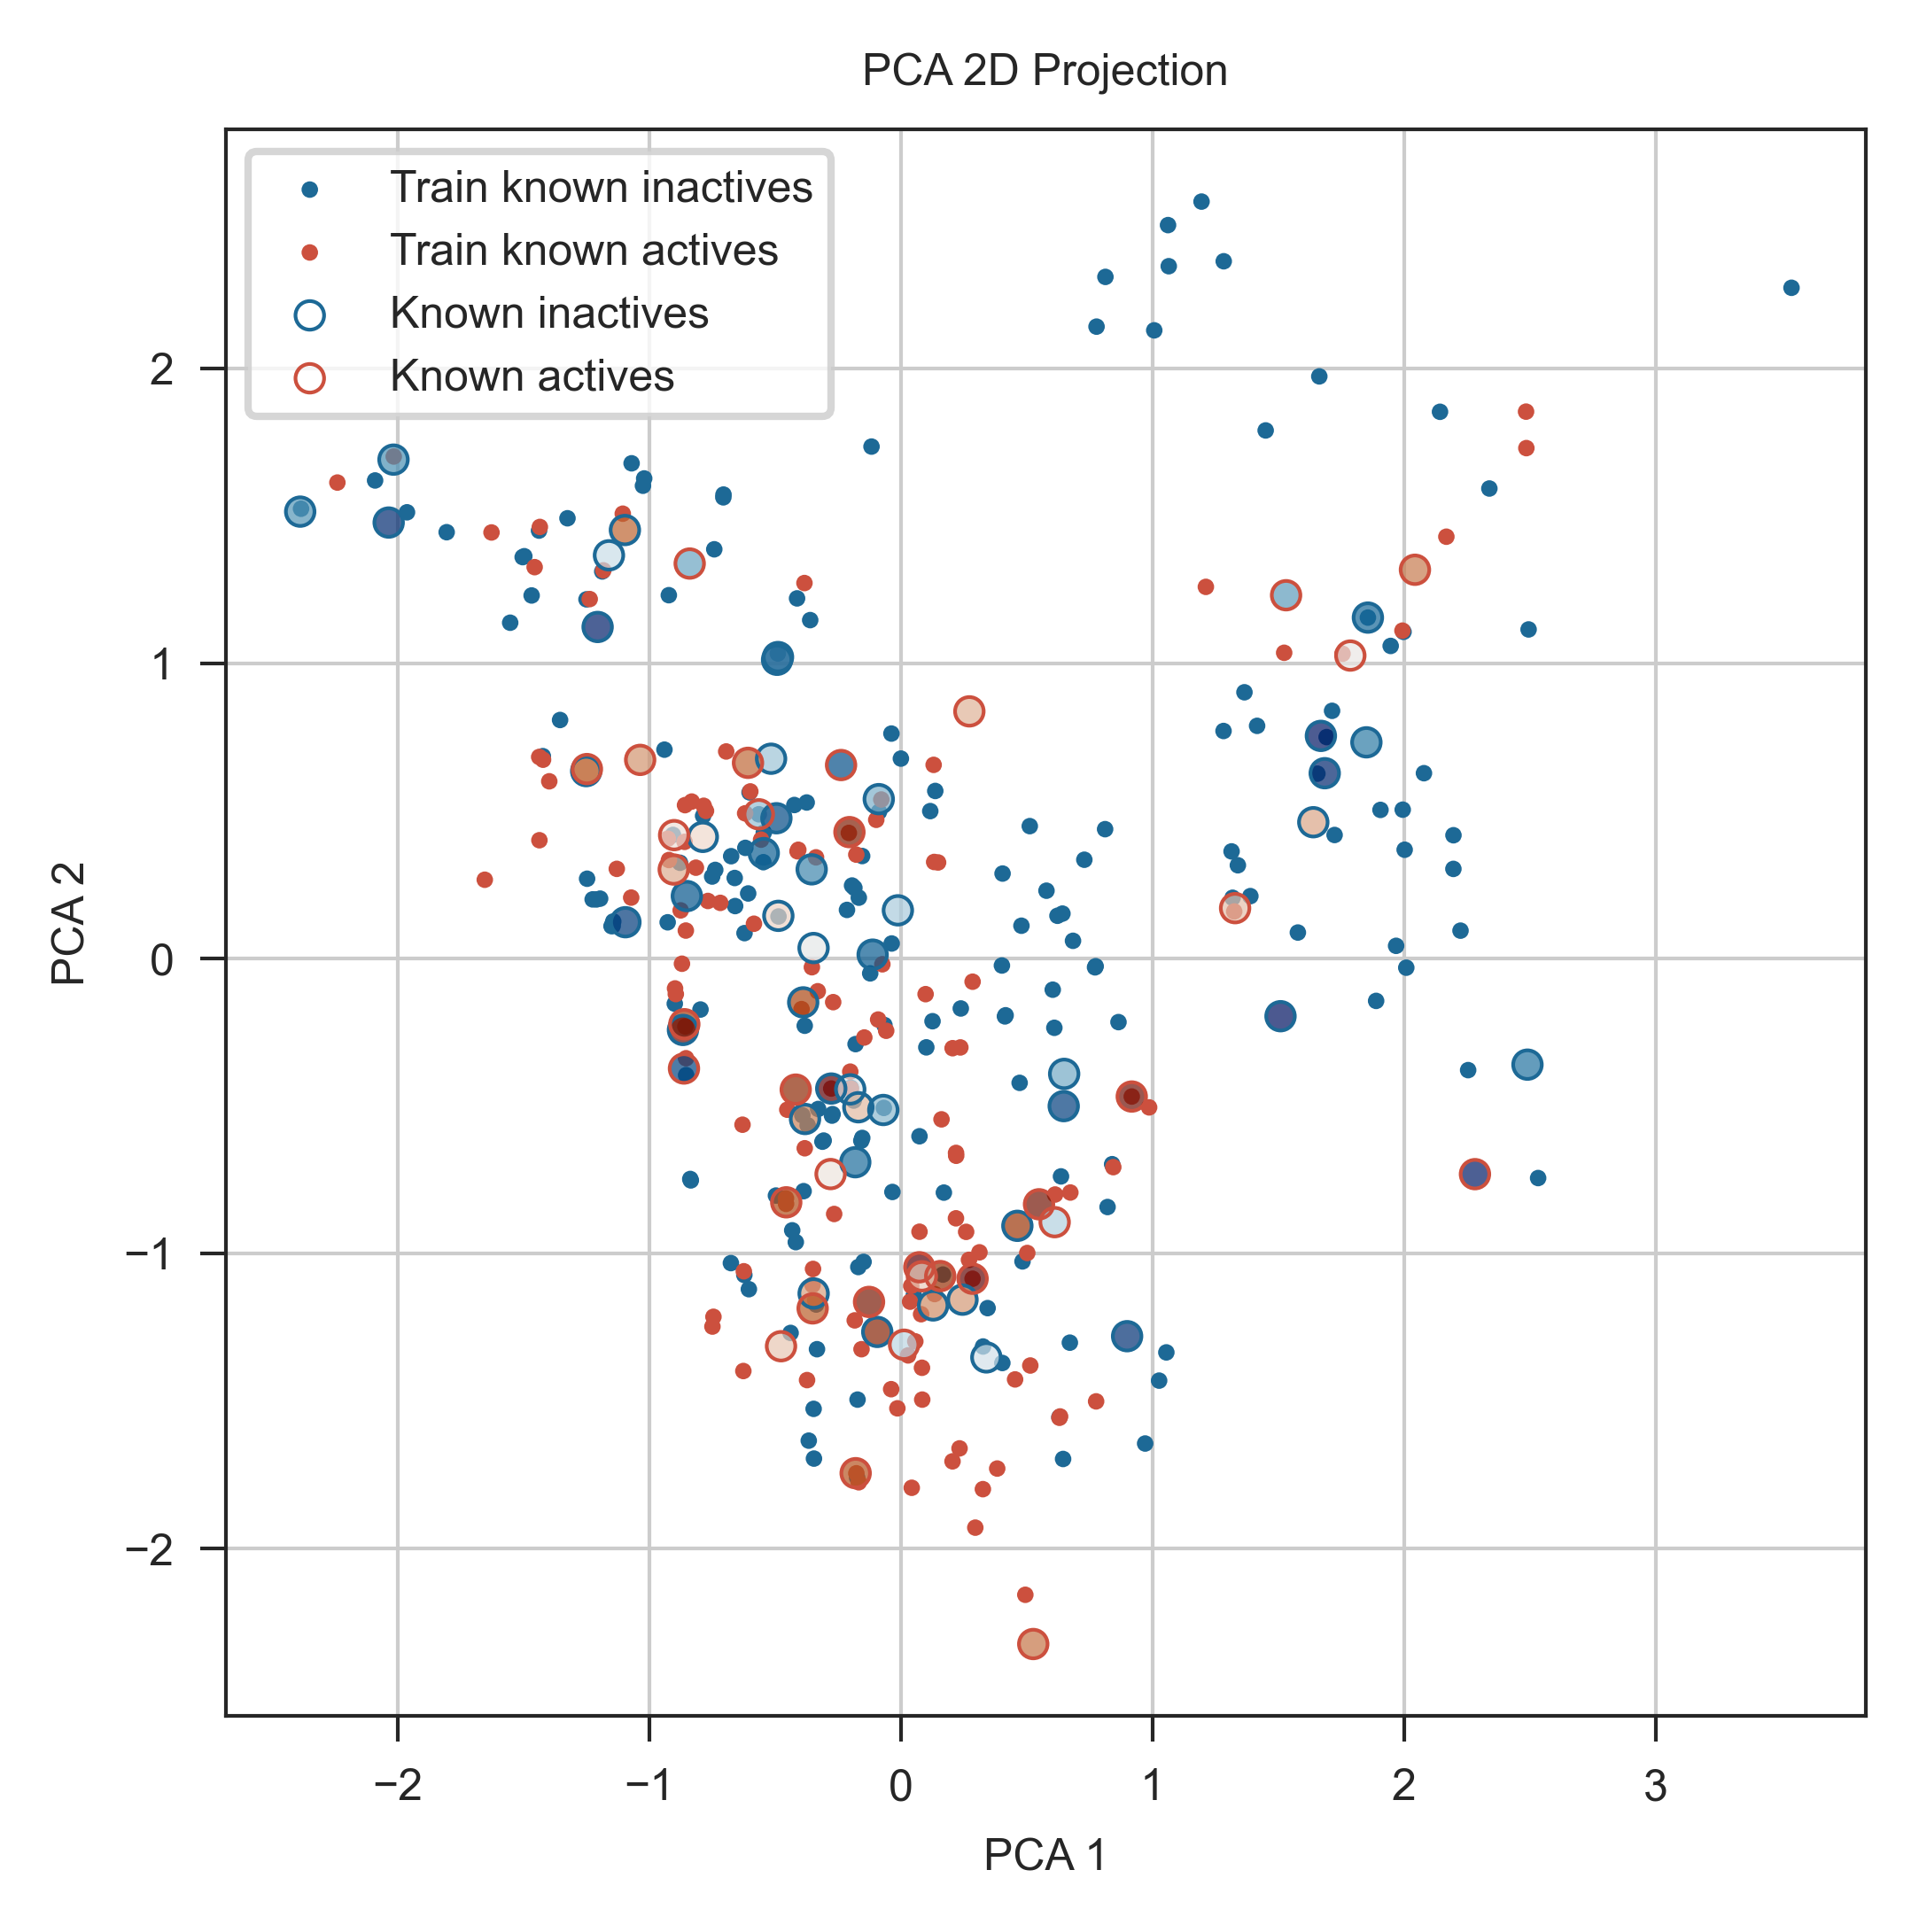 PCA 2D Projection
Train known inactives
Train known actives
Known inactives
Known actives
2
1
0
−1
−2
PCA 2
−2
−1
0
1
2
3
PCA 1